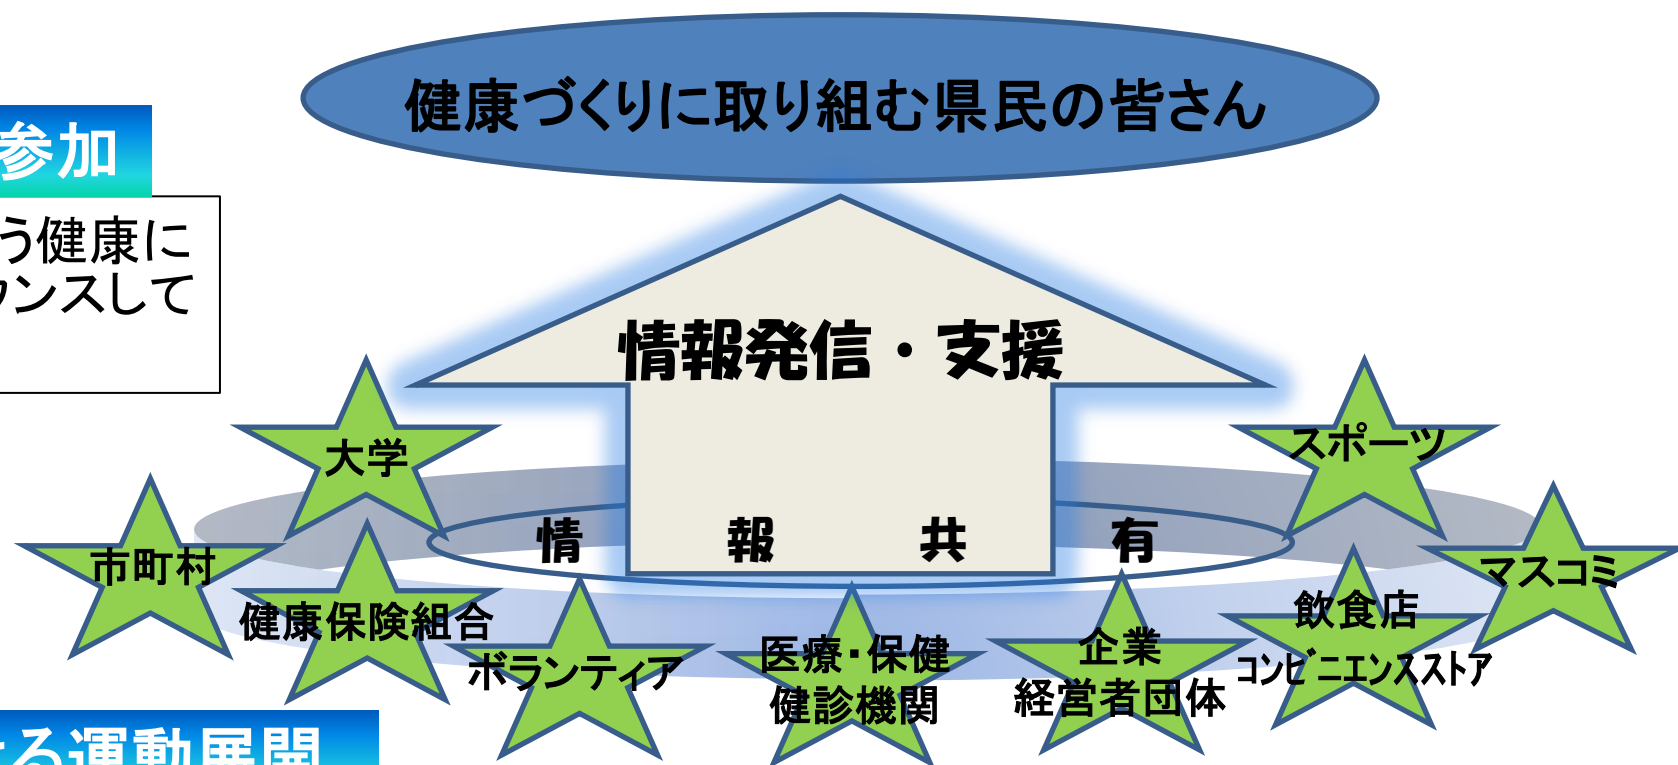 健康づくりに取り組む県民の皆さん
参加
う健康に
ウンスして
情報発信・支援
大学
スポーツ
情報共有
市町村
マスコミ
健康保険組合
飲食店
コンビニエンスストア
ボランティア
医療・保健
健診機関
企業
経営者団体
る運動展開